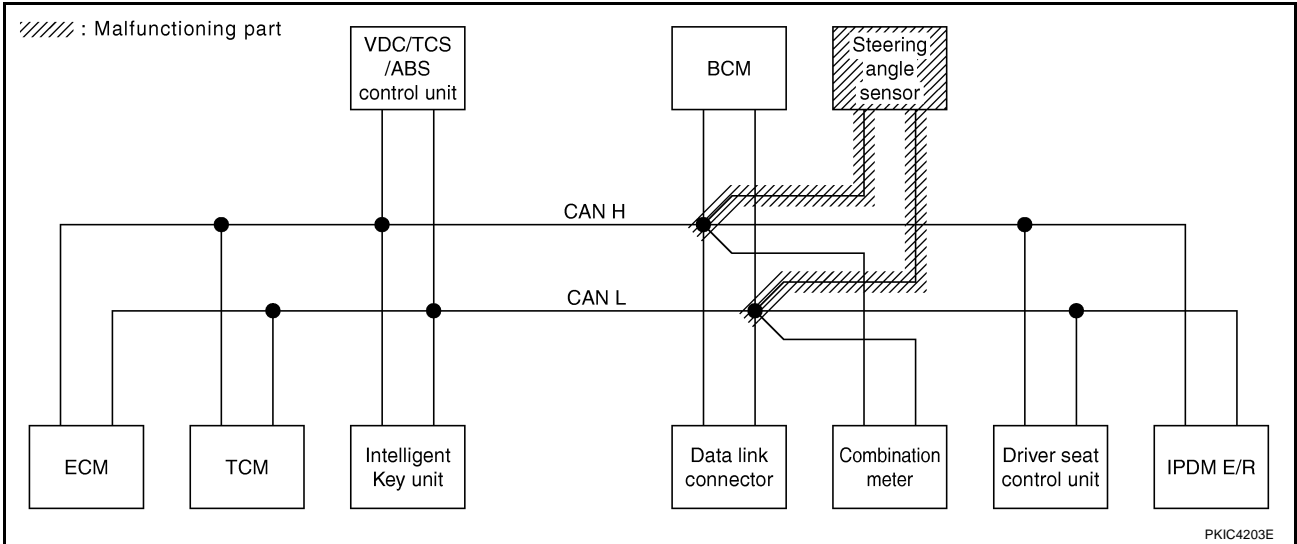 : Malfunctioning part
VDC/TCS
/ABS
control unit
BCM
Steering
angle
sensor
CAN H
CAN L
ECM
TCM
Intelligent
Key unit
Data link
connector
Combination
meter
Driver seat
control unit
IPDM E/R
PKIC4203E